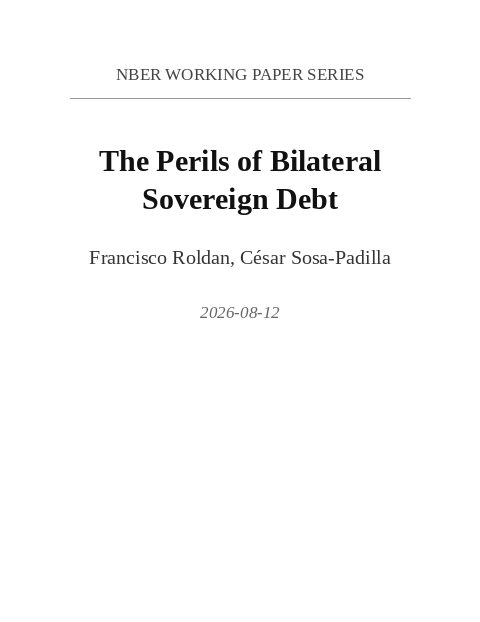 NBER WORKING PAPER SERIES
The Perils of Bilateral
Sovereign Debt
Francisco Roldan, César Sosa-Padilla
2026-08-12